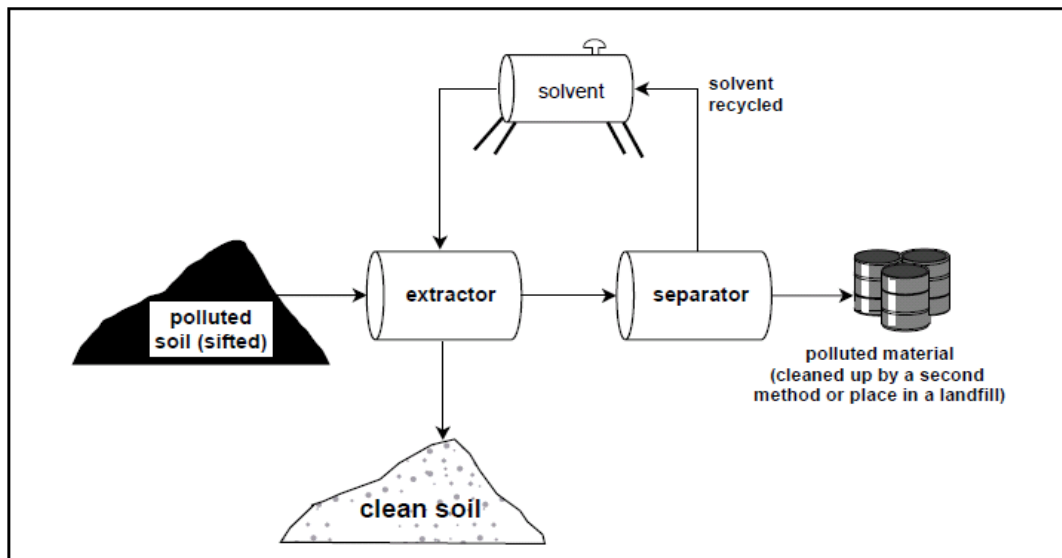 solvent
solvent
recycled
polluted
soil (sifted)
extractor
separator
polluted material
(cleaned up by a second
method or place in a landfill)
clean soil